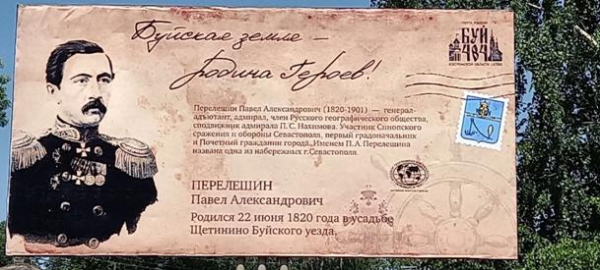 Буйская земле –
родина Героев!
БУЙ
484
Перелешин Павел Александрович (1820-1901) — генерал-
адъютант, адмирал, член Русского географического общества,
сподвижник адмирала П. С. Нахимова. Участник Синопского
сражения и обороны Севастополя, первый градоначальник
и Почетный гражданин города. Именем П.А. Перелешина
названа одна из набережных г.Севастополя.
ПЕРЕЛЕШИН
Павел Александрович
Родился 22 июня 1820 года в усадьбе
Щетинино Буйского уезда.